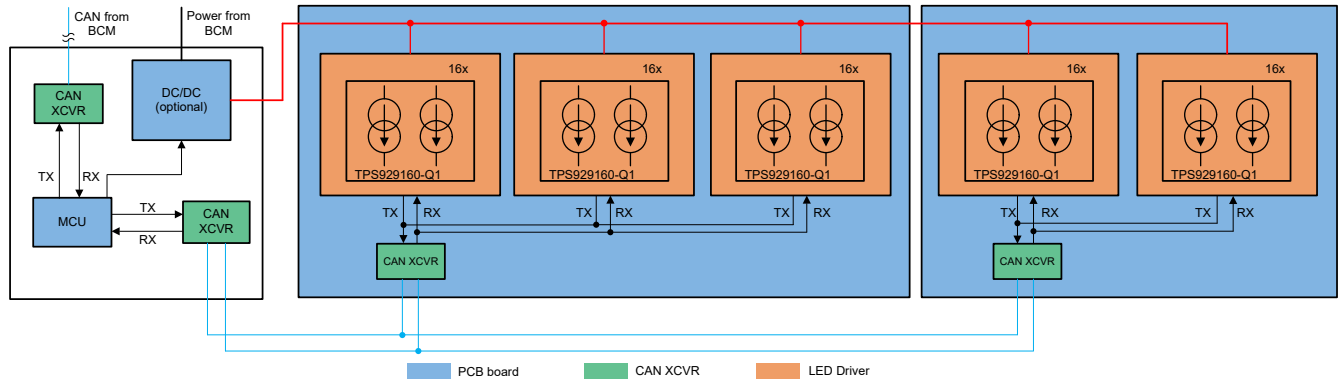 CAN from
BCM
Power from
BCM
CAN
XCVR
DC/DC
(optional)
TX
RX
MCU
TX
RX
CAN
XCVR
16x
TPS929160-Q1
16x
TPS929160-Q1
16x
TPS929160-Q1
TX
RX
TX
RX
TX
RX
CAN XCVR
16x
TPS929160-Q1
16x
TPS929160-Q1
TX
RX
TX
RX
CAN XCVR
PCB board
CAN XCVR
LED Driver